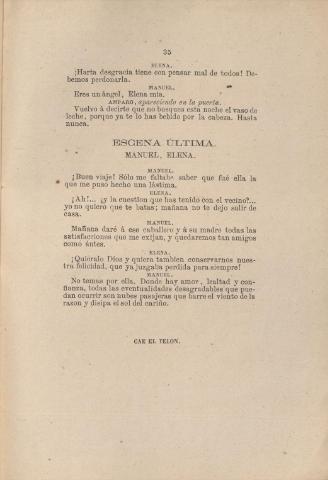 35
ELENA.
¡Harta desgracia tiene con pensar mal de todos! De-
bemos perdonarla.
MANUEL.
Eres un ángel, Elena mia.
AMPARO, apareciendo en la puerta.
Vuelvo á decirte que no busques esta noche el vaso de
leche, porque ya te lo has bebido por la cabeza. Hasta
nunca.
ESCENA ÚLTIMA.
MANUEL, ELENA.
MANUEL.
¡Buen viaje! Sólo me faltaba saber que fué ella la
que me puso hecho una lástima.
ELENA.
¡Ah!... ¿y la cuestion que has tenido con el vecino?...
yo no quiero que te batas; mañana no te dejo salir de
casa.
MANUEL.
Mañana daré á ese caballero y á su madre todas las
satisfacciones que me exijan, y quedaremos tan amigos
como ántes.
ELENA.
¡Quiéralo Dios y quiera tambien conservarnos nues-
tra felicidad, que ya juzgaba perdida para siempre!
MANUEL.
No temas por ella. Donde hay amor, lealtad y con-
fianza, todas las eventualidades desagradables que pue-
dan ocurrir son nubes pasajeras que barre el viento de la
razon y disipa el sol del cariño.
CAE EL TELON.